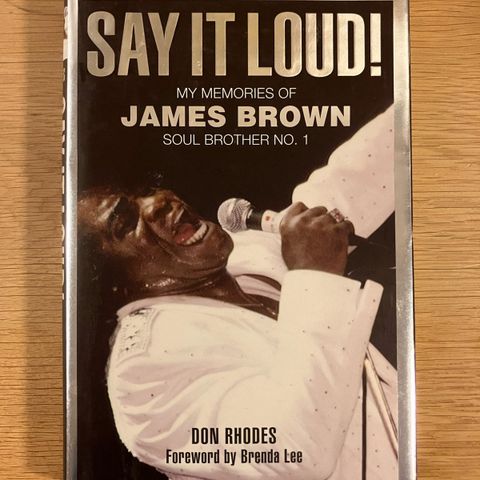 SAY IT LOUD!
MY MEMORIES OF
JAMES BROWN
SOUL BROTHER NO. 1
DON RHODES
Foreword by Brenda Lee